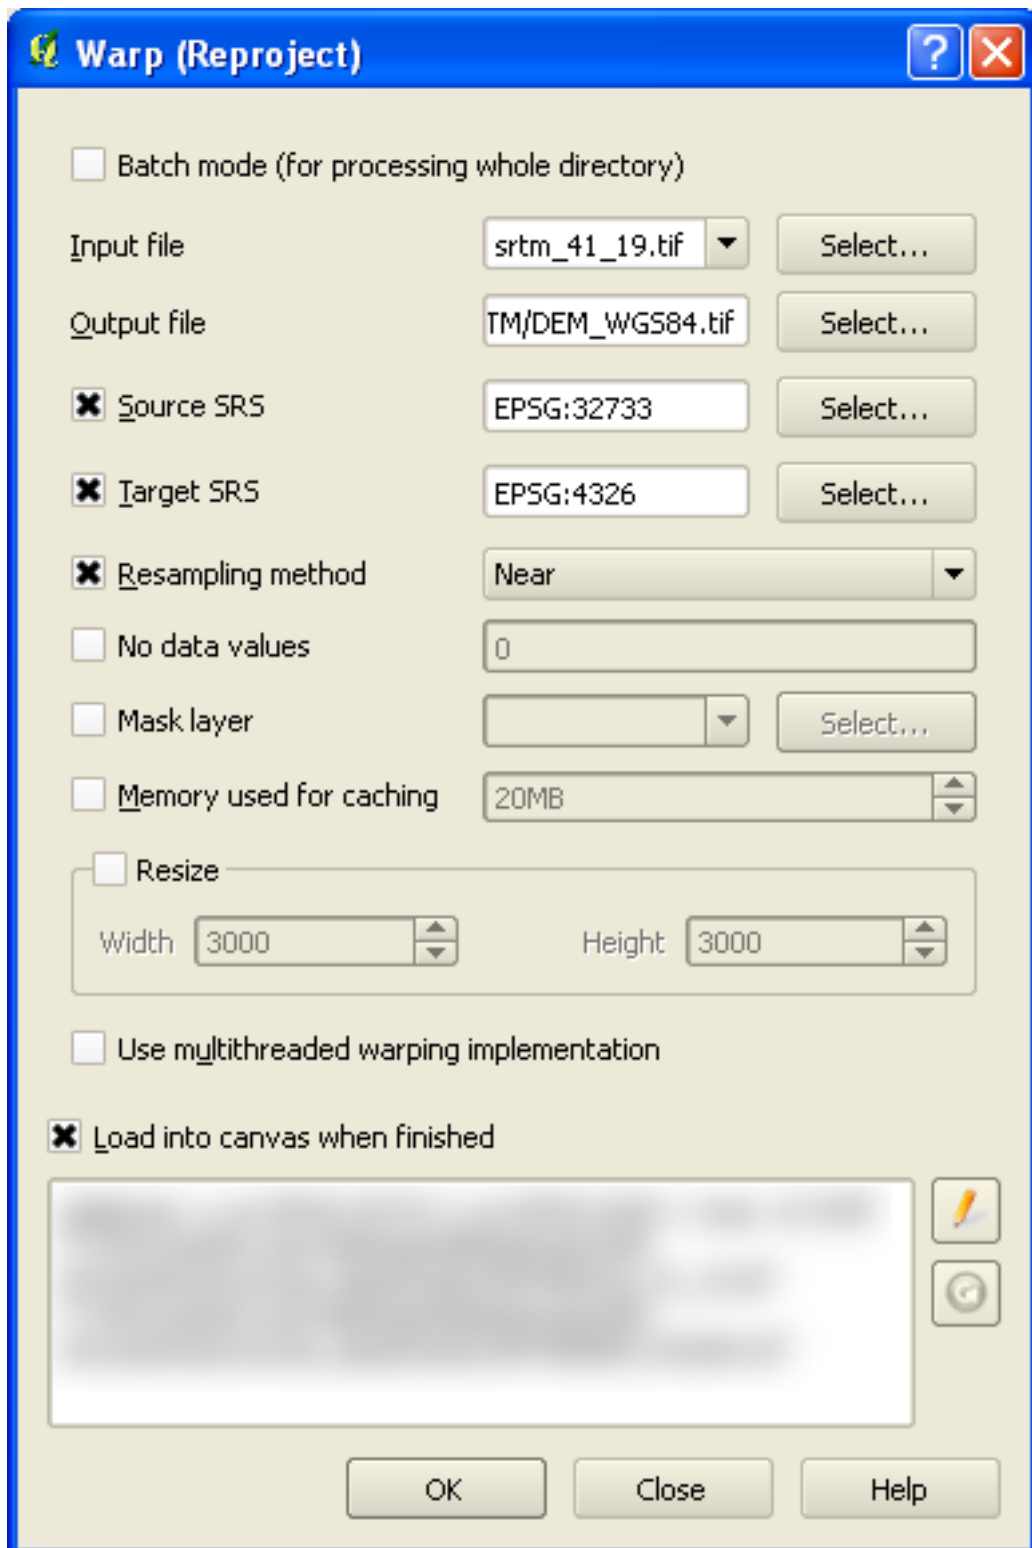 Warp (Reproject)
Batch mode (for processing whole directory)
Input file srtm_41_19.tif Select...
Output file TM/DEM_WGS84.tif Select...
Source SRS EPSG:32733 Select...
Target SRS EPSG:4326 Select...
Resampling method Near
No data values 0
Mask layer Select...
Memory used for caching 20MB
Resize
Width 3000 Height 3000
Use multithreaded warping implementation
Load into canvas when finished
OK Close Help